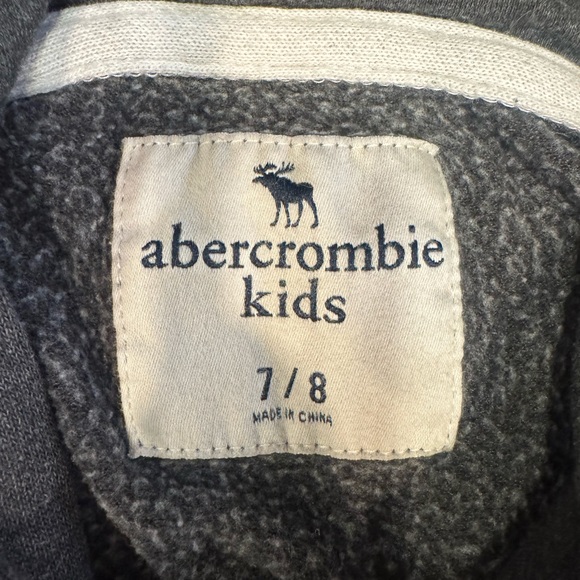 abercrombie
kids
7/8
MADE IN CHINA